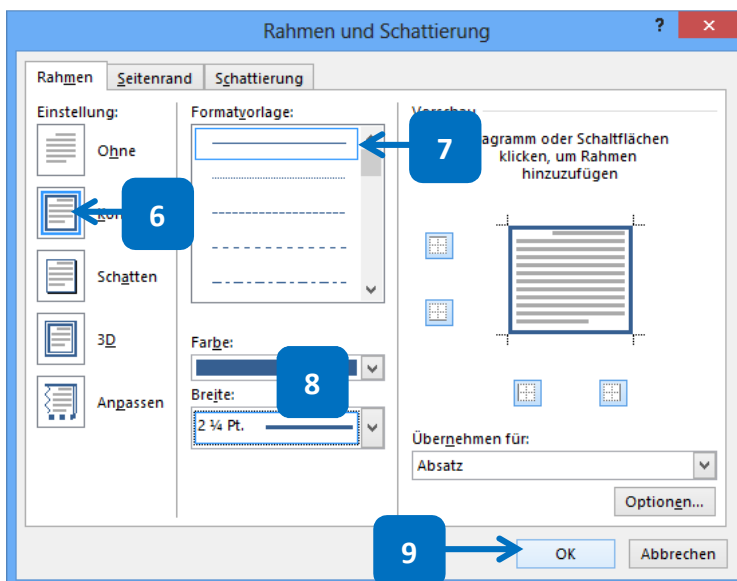 Rahmen und Schattierung
?
×
Rahmen
Seitenrand
Schattierung
Einstellung:
Ohne
6
Schatten
3D
Anpassen
Formatvorlage:
7
Farbe:
8
Breite:
2 ¼ Pt.
Vorschau
oder Schaltflächen
klicken, um Rahmen
hinzuzufügen
Übernehmen für:
Absatz
Optionen...
9
OK
Abbrechen